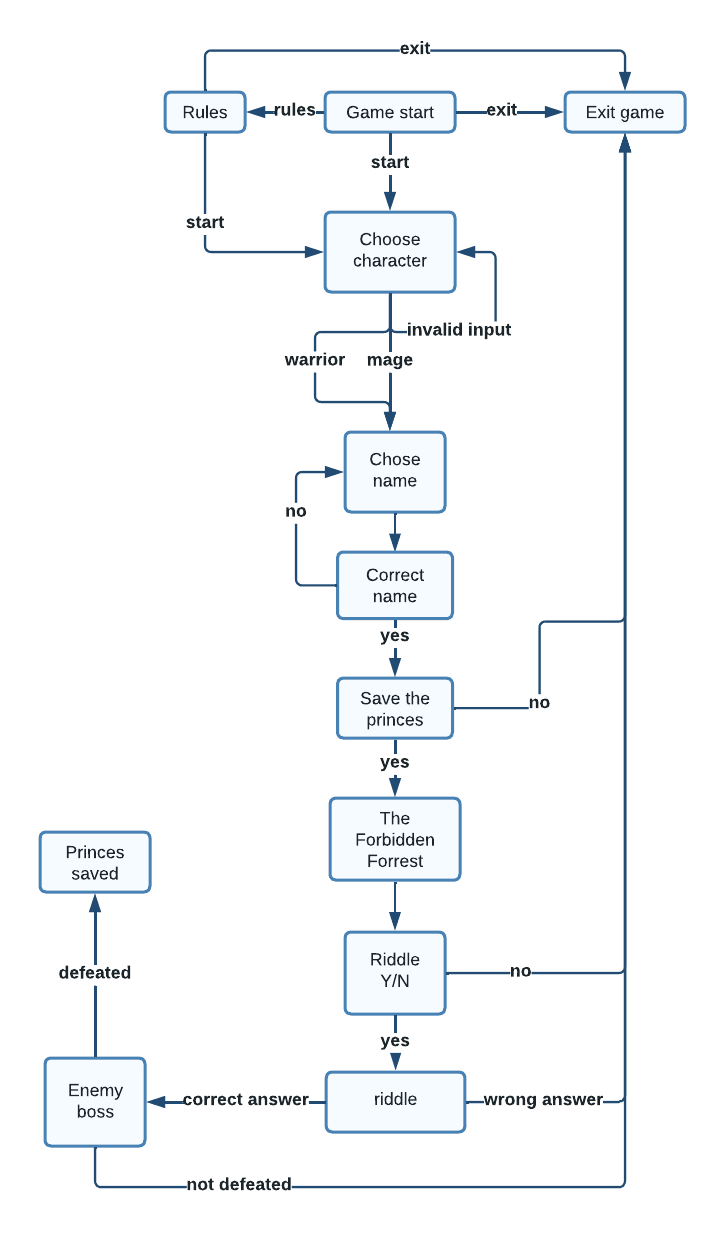 exit
Rules
rules
Game start
exit
Exit game
start
start
Choose
character
invalid input
warrior
mage
Chose
name
no
Correct
name
yes
Save the
princes
no
yes
The
Forbidden
Forrest
Princes
saved
defeated
Riddle
Y/N
no
yes
Enemy
boss
correct answer
riddle
wrong answer
not defeated